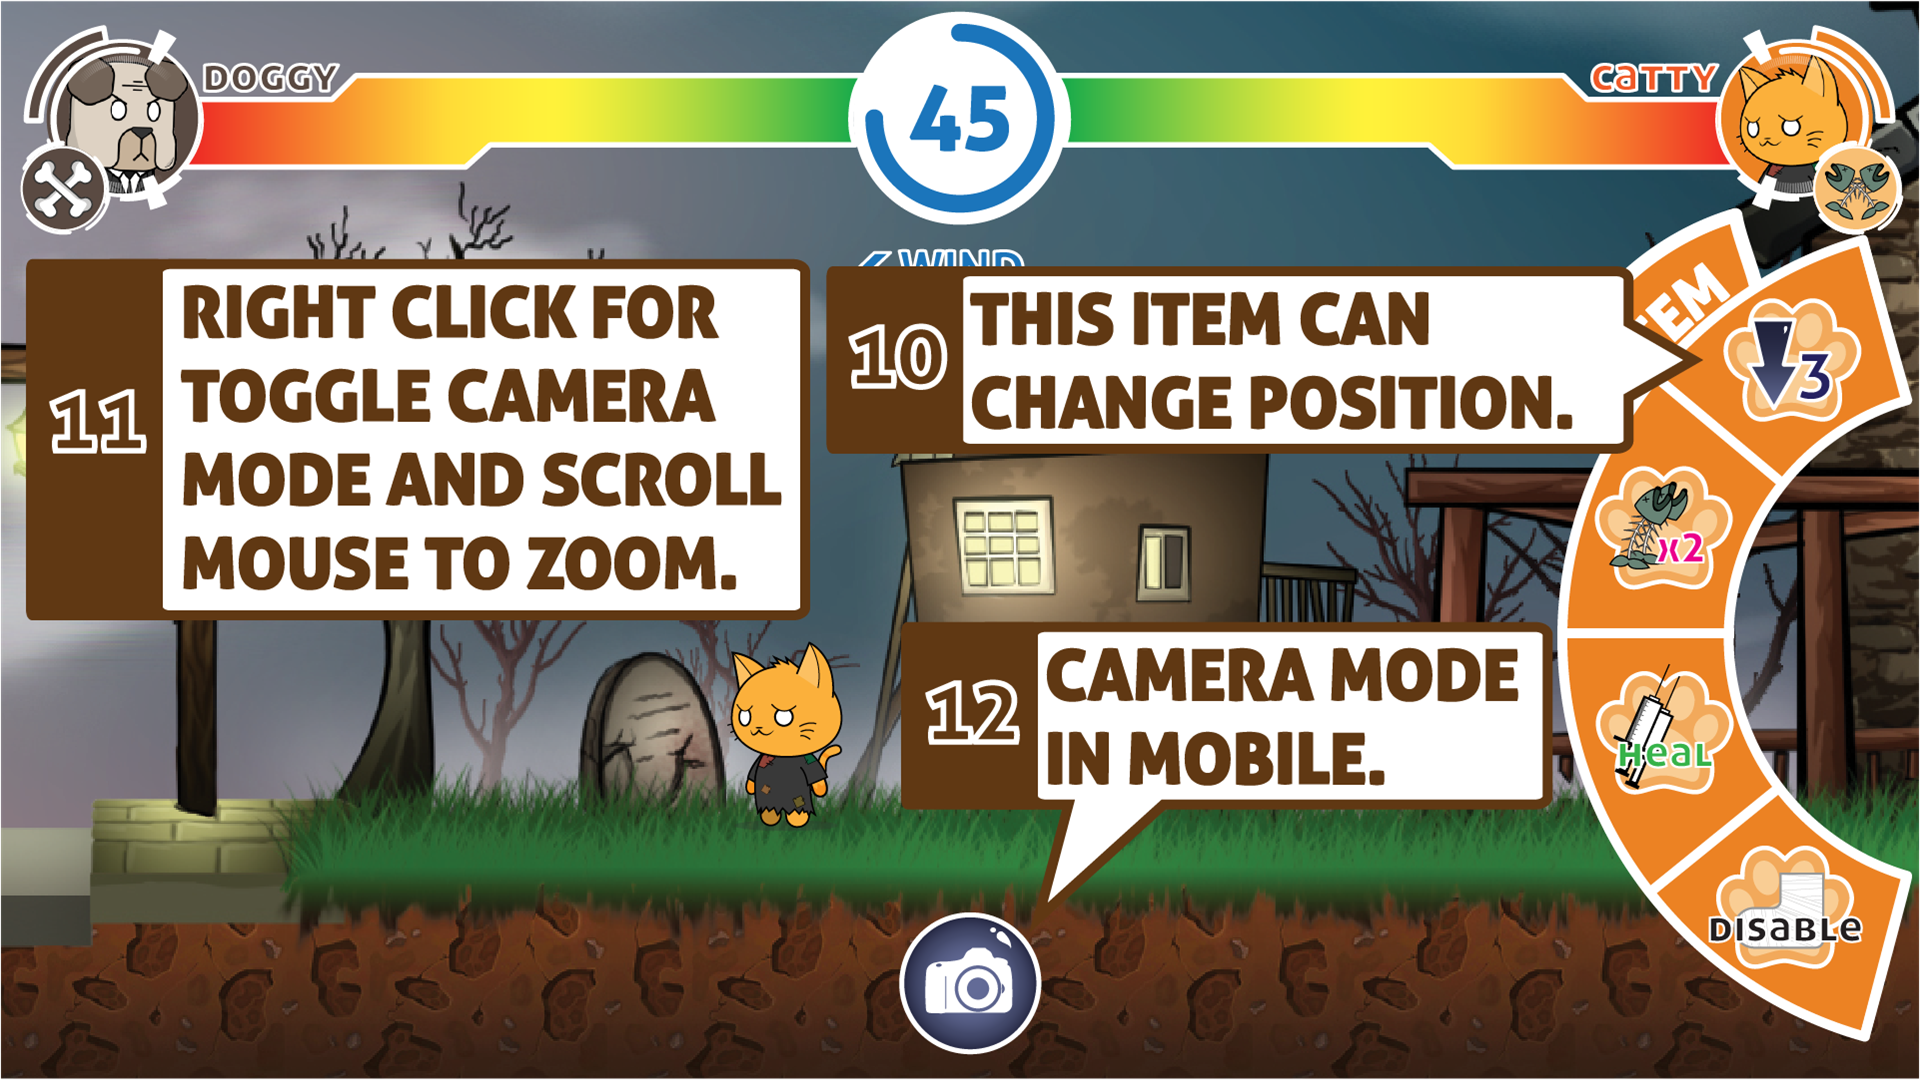 DOGGY
45
CaTTY
WIND
11
RIGHT CLICK FOR
TOGGLE CAMERA
MODE AND SCROLL
MOUSE TO ZOOM.
10
THIS ITEM CAN
CHANGE POSITION.
3
x2
12
CAMERA MODE
IN MOBILE.
HeaL
DISaBLe